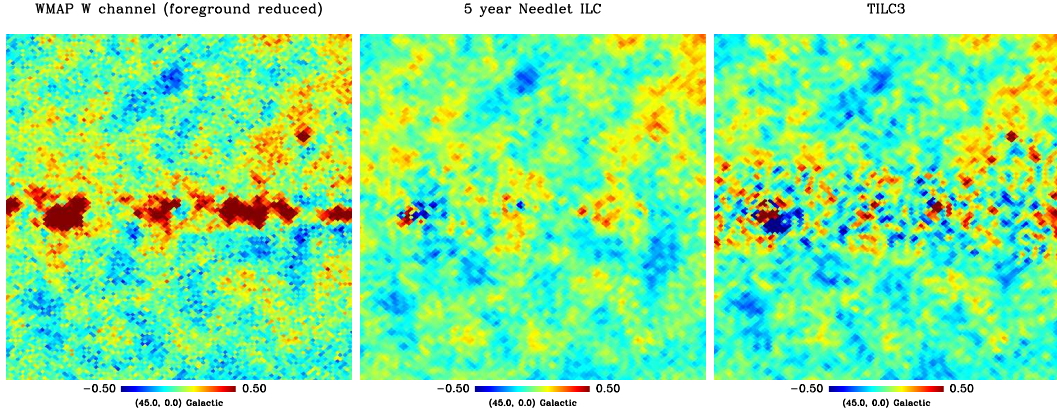 WMAP W channel (foreground reduced)
5 year Needlet ILC
TILC3
−0.50 0.50
(45.0, 0.0) Galactic
−0.50 0.50
(45.0, 0.0) Galactic
−0.50 0.50
(45.0, 0.0) Galactic